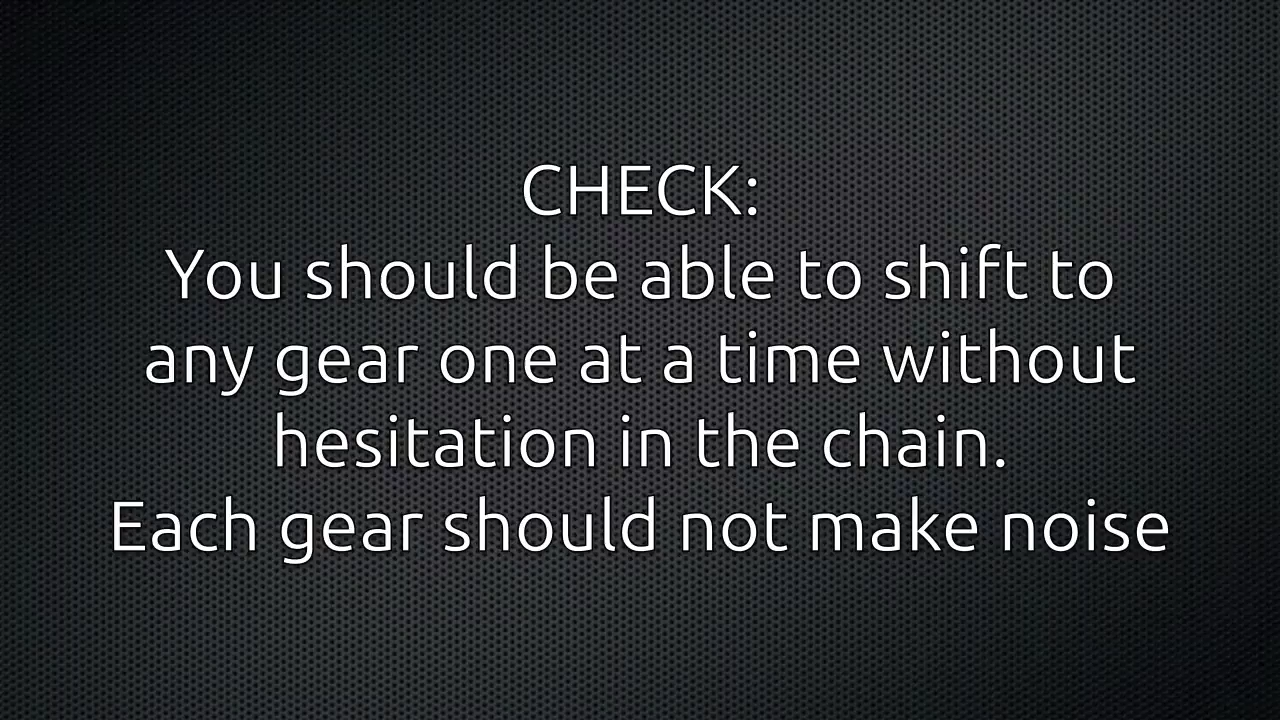 CHECK:
You should be able to shift to
any gear one at a time without
hesitation in the chain.
Each gear should not make noise